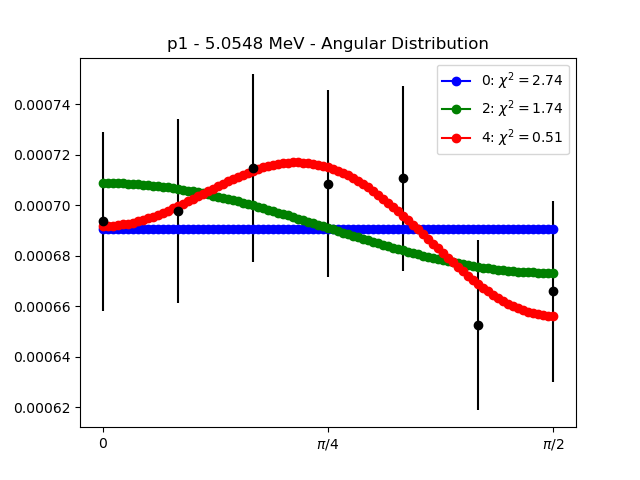 p1 - 5.0548 MeV - Angular Distribution
0: χ² = 2.74
2: χ² = 1.74
4: χ² = 0.51
0.00074
0.00072
0.00070
0.00068
0.00066
0.00064
0.00062
0 π/4 π/2